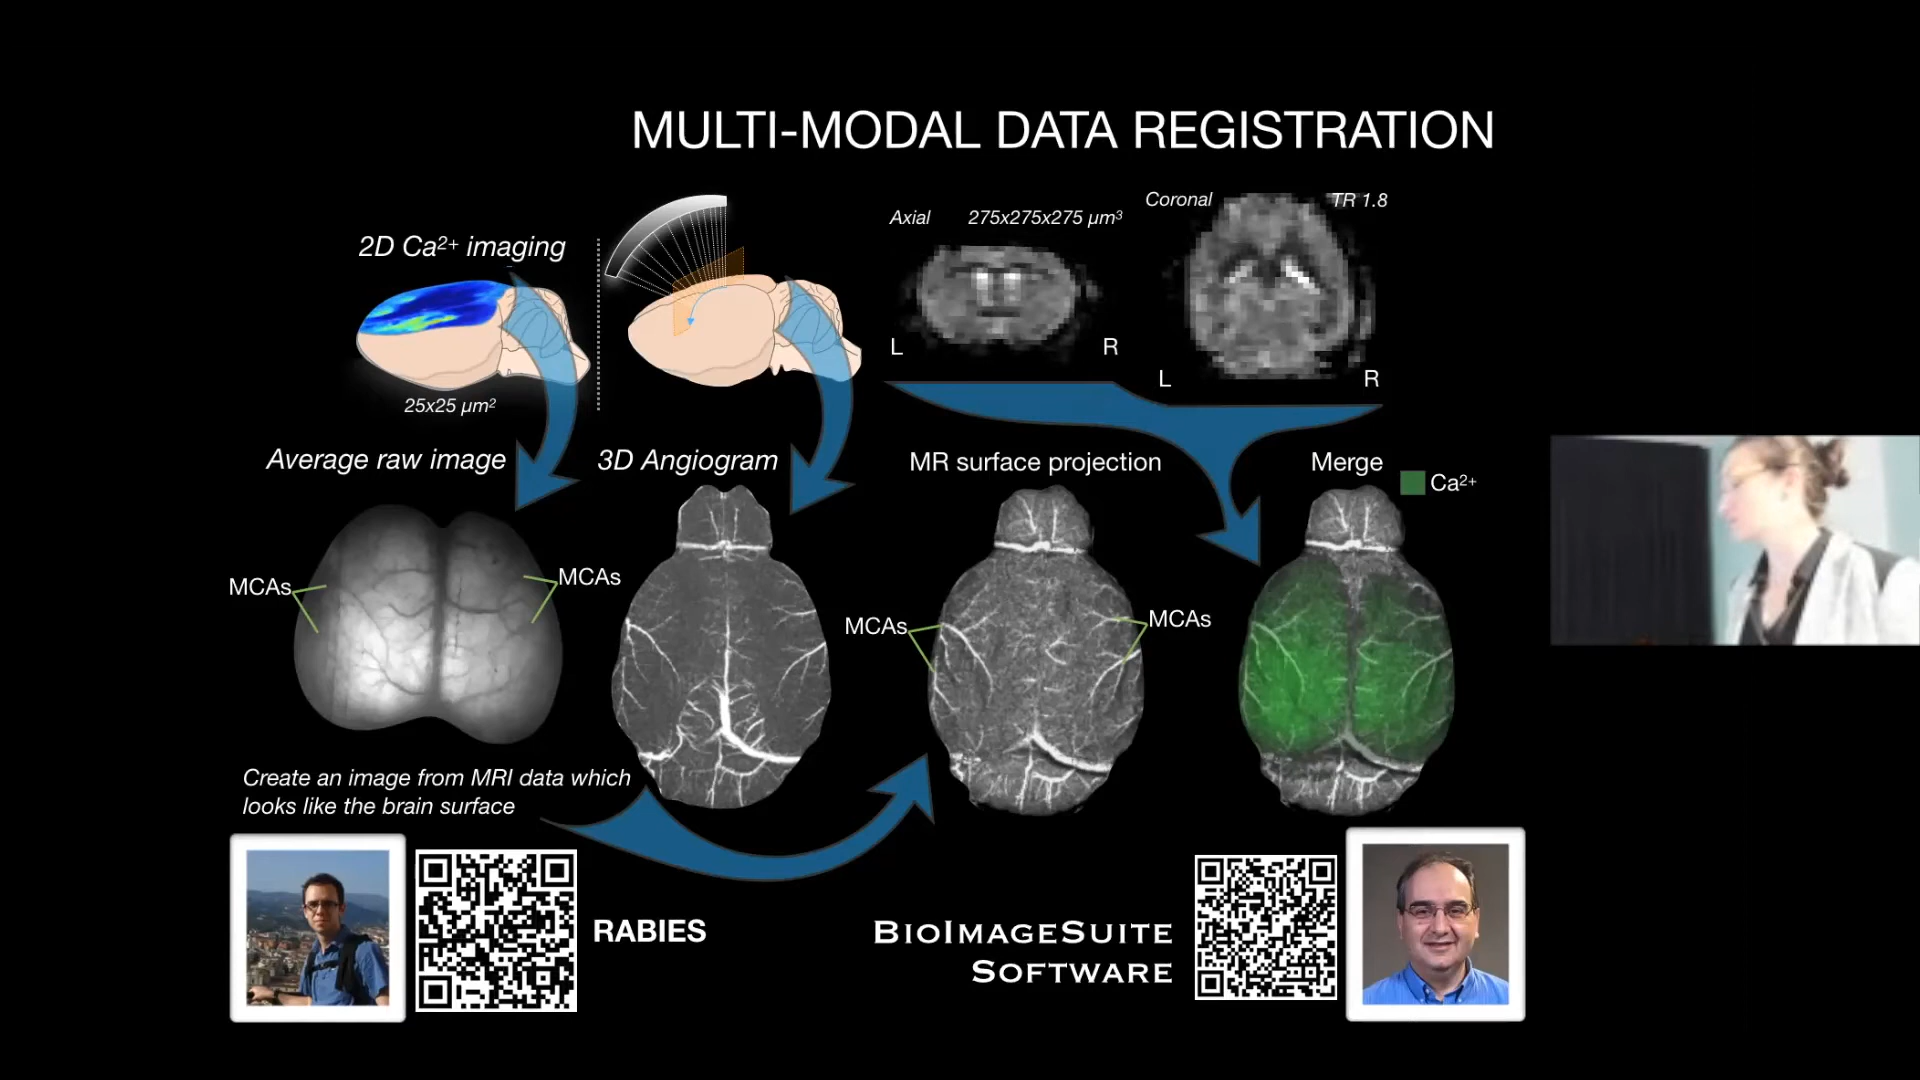 MULTI-MODAL DATA REGISTRATION
2D Ca²⁺ imaging
25x25 µm²
Axial
275x275x275 µm³
L
R
Coronal
TR 1.8
L
R
Average raw image
3D Angiogram
MR surface projection
Merge
Ca²⁺
MCAs
MCAs
MCAs
MCAs
Create an image from MRI data which
looks like the brain surface
RABIES
BIOIMAGESUITE
SOFTWARE